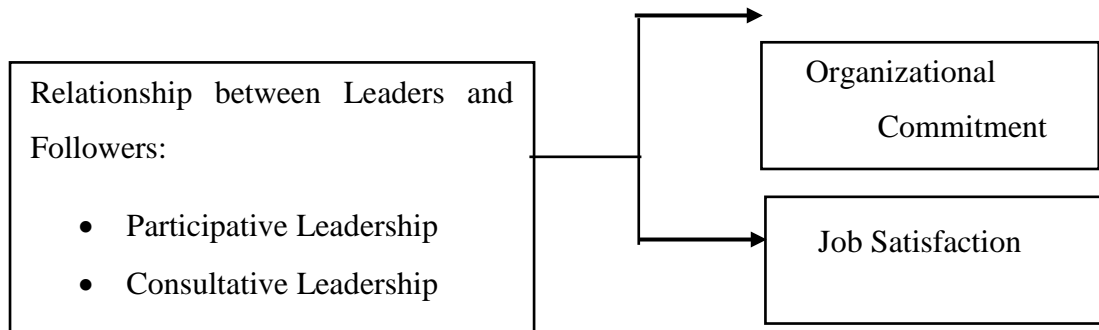 Relationship between Leaders and
Followers:
• Participative Leadership
• Consultative Leadership
Organizational
Commitment
Job Satisfaction